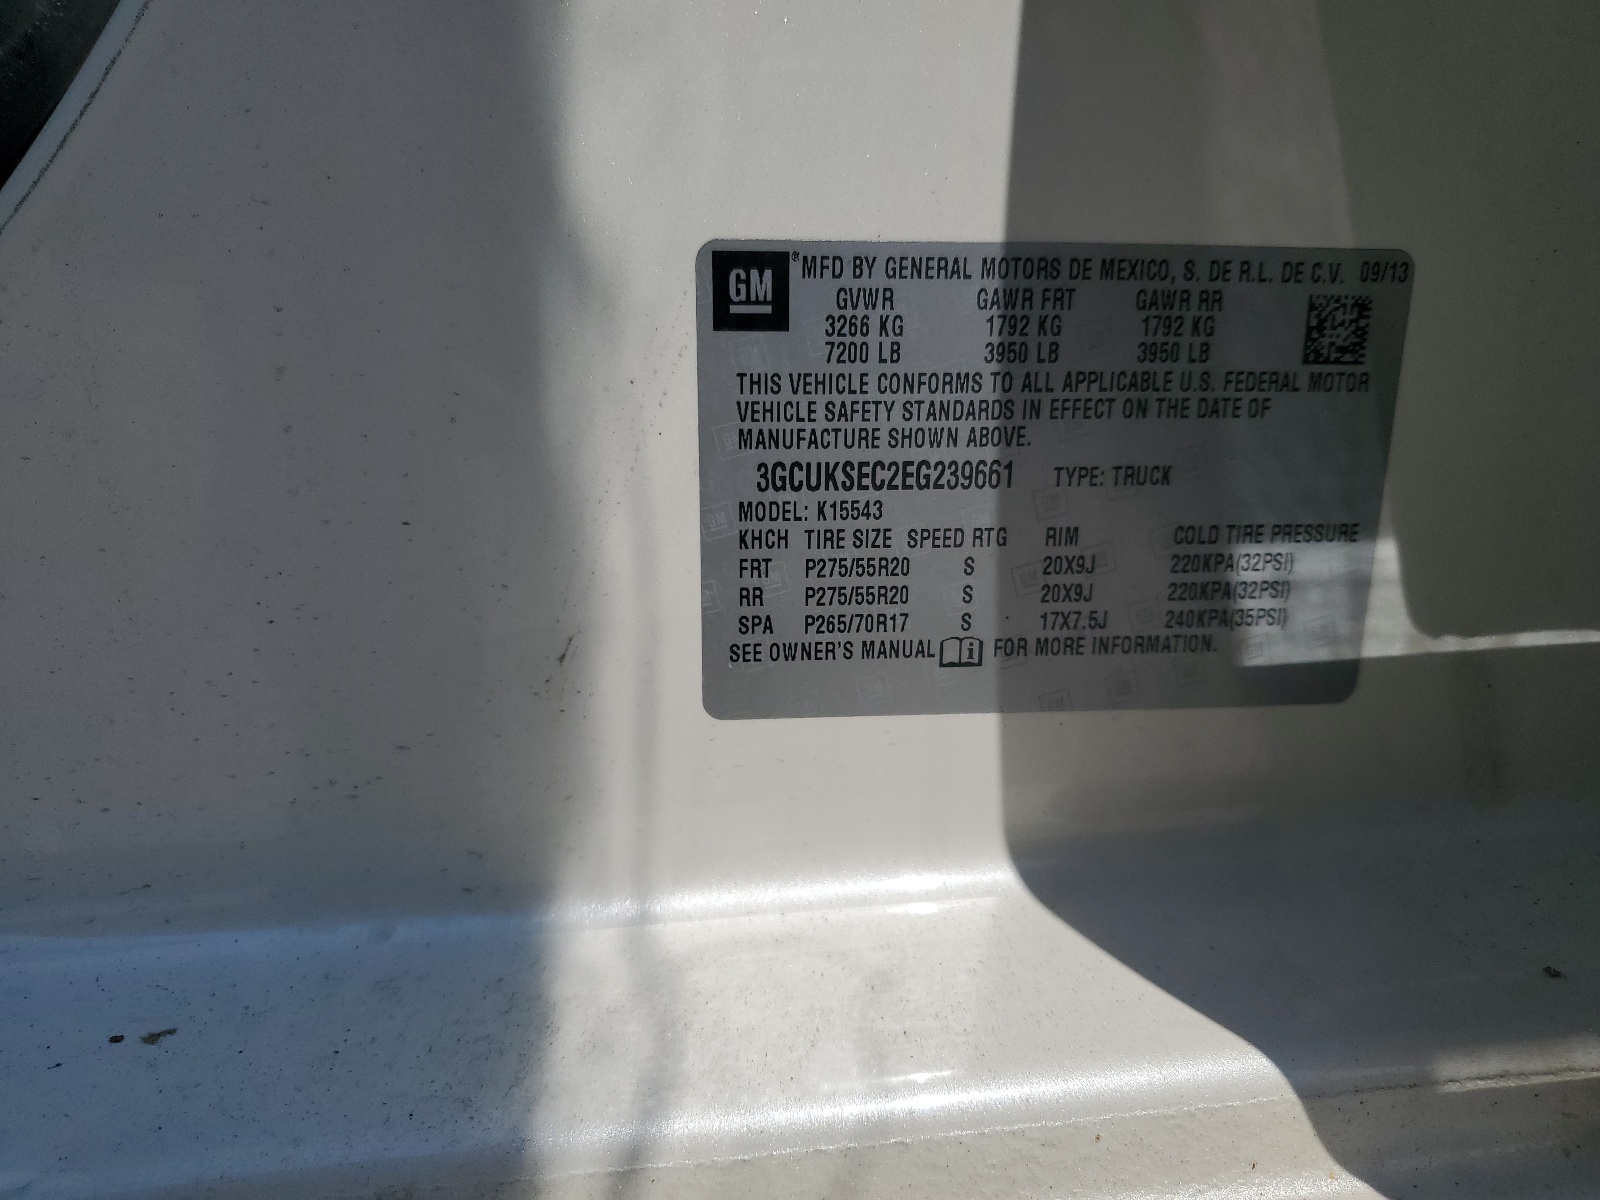 GM ® MFD BY GENERAL MOTORS DE MEXICO, S. DE R.L. DE C.V. 09/13
GVWR GAWR FRT GAWR RR
3266 KG 1792 KG 1792 KG
7200 LB 3950 LB 3950 LB
THIS VEHICLE CONFORMS TO ALL APPLICABLE U.S. FEDERAL MOTOR
VEHICLE SAFETY STANDARDS IN EFFECT ON THE DATE OF
MANUFACTURE SHOWN ABOVE.
3GCUKSEC2EG239661 TYPE: TRUCK
MODEL: K15543
KHCH TIRE SIZE SPEED RTG RIM COLD TIRE PRESSURE
FRT P275/55R20 S 20X9J 220KPA(32PSI)
RR P275/55R20 S 20X9J 220KPA(32PSI)
SPA P265/70R17 S 17X7.5J 240KPA(35PSI)
SEE OWNER'S MANUAL i FOR MORE INFORMATION.